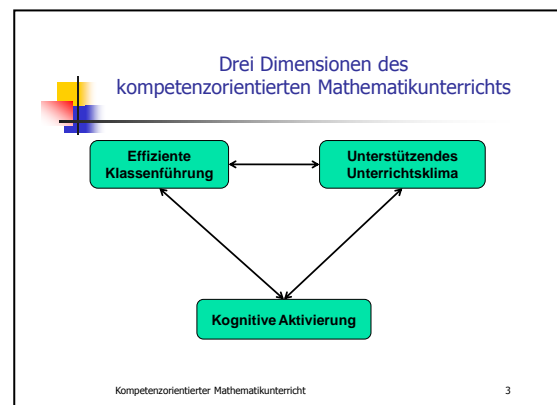 Drei Dimensionen des
kompetenzorientierten Mathematikunterrichts
Effiziente
Klassenführung
Unterstützendes
Unterrichtsklima
Kognitive Aktivierung
Kompetenzorientierter Mathematikunterricht
3